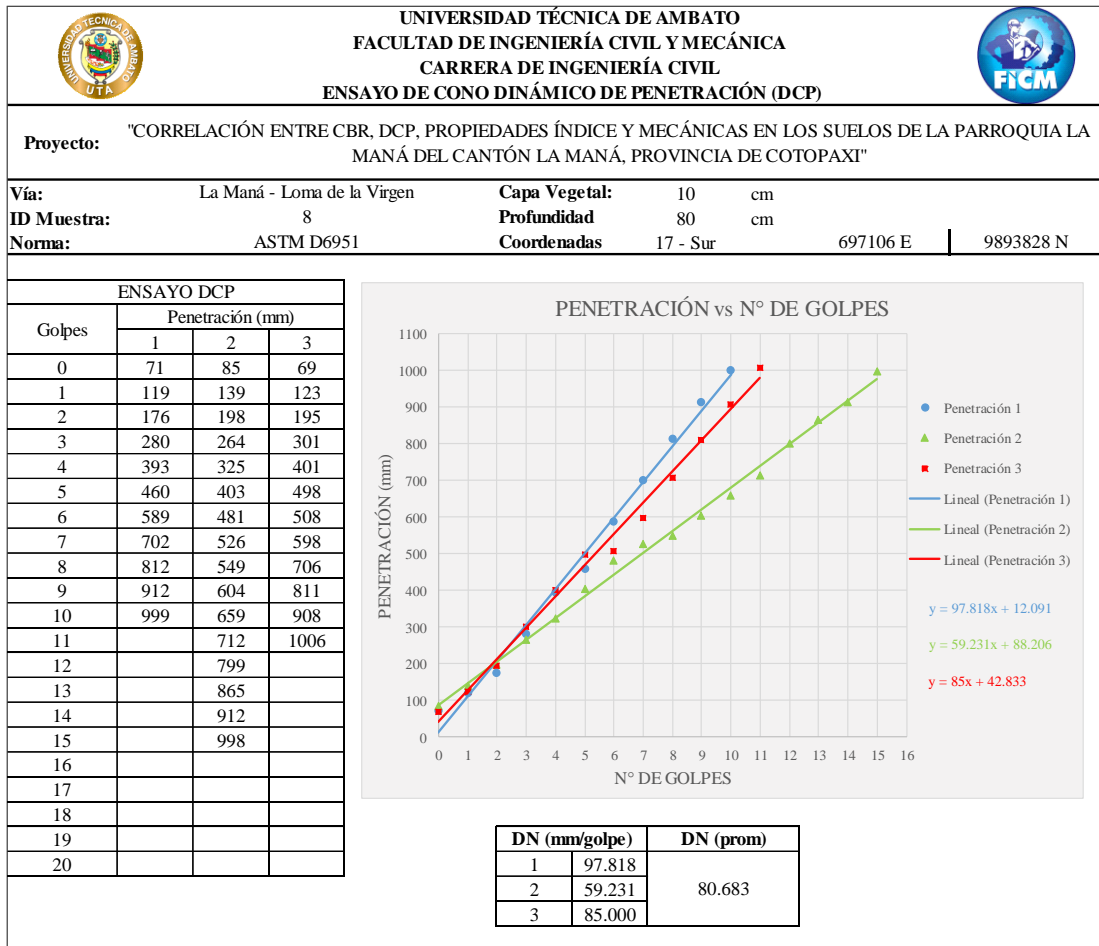 UNIVERSIDAD TÉCNICA DE AMBATO
FACULTAD DE INGENIERÍA CIVIL Y MECÁNICA
CARRERA DE INGENIERÍA CIVIL
ENSAYO DE CONO DINÁMICO DE PENETRACIÓN (DCP)
UNIVERSIDAD TECNICA DE AMBATO
UTA
FICM
Proyecto: "CORRELACIÓN ENTRE CBR, DCP, PROPIEDADES ÍNDICE Y MECÁNICAS EN LOS SUELOS DE LA PARROQUIA LA
MANÁ DEL CANTÓN LA MANÁ, PROVINCIA DE COTOPAXI"
Vía: La Maná - Loma de la Virgen Capa Vegetal: 10 cm
ID Muestra: 8 Profundidad 80 cm
Norma: ASTM D6951 Coordenadas 17 - Sur 697106 E 9893828 N
ENSAYO DCP
Golpes Penetración (mm)
1 2 3
0 71 85 69
1 119 139 123
2 176 198 195
3 280 264 301
4 393 325 401
5 460 403 498
6 589 481 508
7 702 526 598
8 812 549 706
9 912 604 811
10 999 659 908
11 712 1006
12 799
13 865
14 912
15 998
16
17
18
19
20
PENETRACIÓN vs N° DE GOLPES
PENETRACIÓN (mm)
1100
1000
900
800
700
600
500
400
300
200
100
0
0 1 2 3 4 5 6 7 8 9 10 11 12 13 14 15 16
N° DE GOLPES
Penetración 1
Penetración 2
Penetración 3
Lineal (Penetración 1)
Lineal (Penetración 2)
Lineal (Penetración 3)
y = 97.818x + 12.091
y = 59.231x + 88.206
y = 85x + 42.833
DN (mm/golpe) DN (prom)
1 97.818
2 59.231 80.683
3 85.000